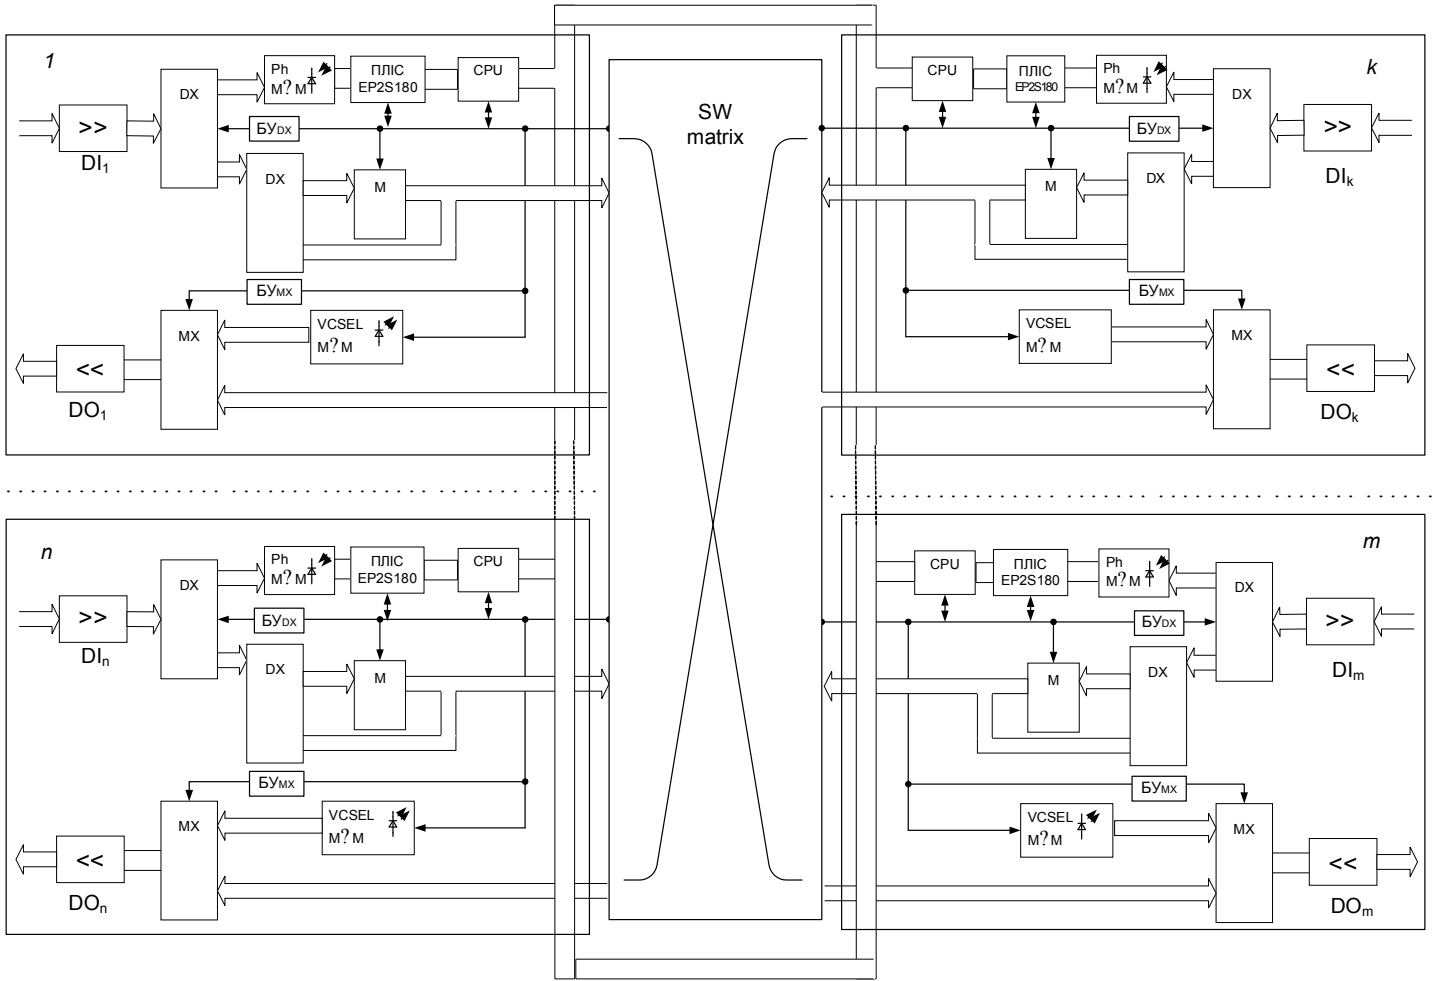 1
DX
Ph
М?М
ПЛІС
EP2S180
CPU
>>
DI1
БУDX
DX
M
БУMX
MX
VCSEL
М?М
<<
DO1
SW
matrix
k
CPU
ПЛІС
EP2S180
Ph
М?М
DX
>>
DIk
БУDX
M
DX
БУMX
VCSEL
М?М
MX
<<
DOk
n
DX
Ph
М?М
ПЛІС
EP2S180
CPU
>>
DIn
БУDX
DX
M
БУMX
MX
VCSEL
М?М
<<
DOn
m
CPU
ПЛІС
EP2S180
Ph
М?М
DX
>>
DIm
БУDX
M
DX
БУMX
VCSEL
М?М
MX
<<
DOm